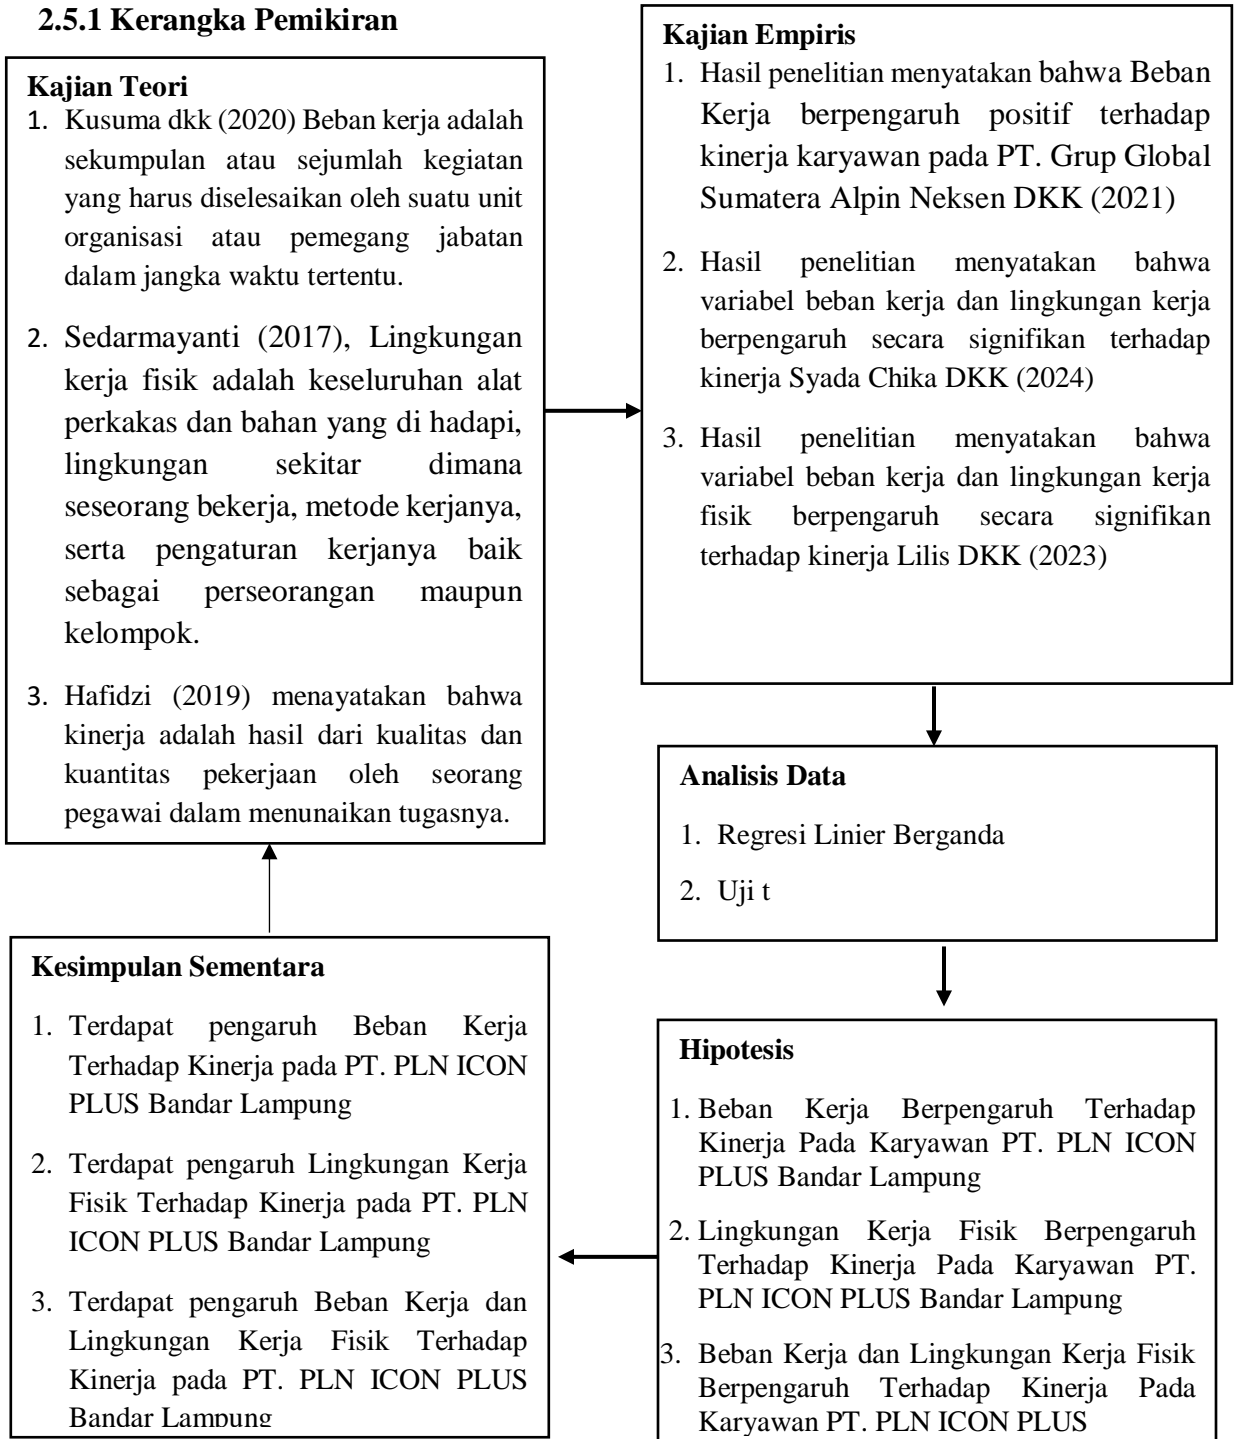 2.5.1 Kerangka Pemikiran
Kajian Teori
1. Kusuma dkk (2020) Beban kerja adalah
sekumpulan atau sejumlah kegiatan
yang harus diselesaikan oleh suatu unit
organisasi atau pemegang jabatan
dalam jangka waktu tertentu.
2. Sedarmayanti (2017), Lingkungan
kerja fisik adalah keseluruhan alat
perkakas dan bahan yang di hadapi,
lingkungan sekitar dimana
seseorang bekerja, metode kerjanya,
serta pengaturan kerjanya baik
sebagai perseorangan maupun
kelompok.
3. Hafidzi (2019) menayatakan bahwa
kinerja adalah hasil dari kualitas dan
kuantitas pekerjaan oleh seorang
pegawai dalam menunaikan tugasnya.
Kajian Empiris
1. Hasil penelitian menyatakan bahwa Beban
Kerja berpengaruh positif terhadap
kinerja karyawan pada PT. Grup Global
Sumatera Alpin Neksen DKK (2021)
2. Hasil penelitian menyatakan bahwa
variabel beban kerja dan lingkungan kerja
berpengaruh secara signifikan terhadap
kinerja Syada Chika DKK (2024)
3. Hasil penelitian menyatakan bahwa
variabel beban kerja dan lingkungan kerja
fisik berpengaruh secara signifikan
terhadap kinerja Lilis DKK (2023)
Analisis Data
1. Regresi Linier Berganda
2. Uji t
Hipotesis
1. Beban Kerja Berpengaruh Terhadap
Kinerja Pada Karyawan PT. PLN ICON
PLUS Bandar Lampung
2. Lingkungan Kerja Fisik Berpengaruh
Terhadap Kinerja Pada Karyawan PT.
PLN ICON PLUS Bandar Lampung
3. Beban Kerja dan Lingkungan Kerja Fisik
Berpengaruh Terhadap Kinerja Pada
Karyawan PT. PLN ICON PLUS
Kesimpulan Sementara
1. Terdapat pengaruh Beban Kerja
Terhadap Kinerja pada PT. PLN ICON
PLUS Bandar Lampung
2. Terdapat pengaruh Lingkungan Kerja
Fisik Terhadap Kinerja pada PT. PLN
ICON PLUS Bandar Lampung
3. Terdapat pengaruh Beban Kerja dan
Lingkungan Kerja Fisik Terhadap
Kinerja pada PT. PLN ICON PLUS
Bandar Lampung